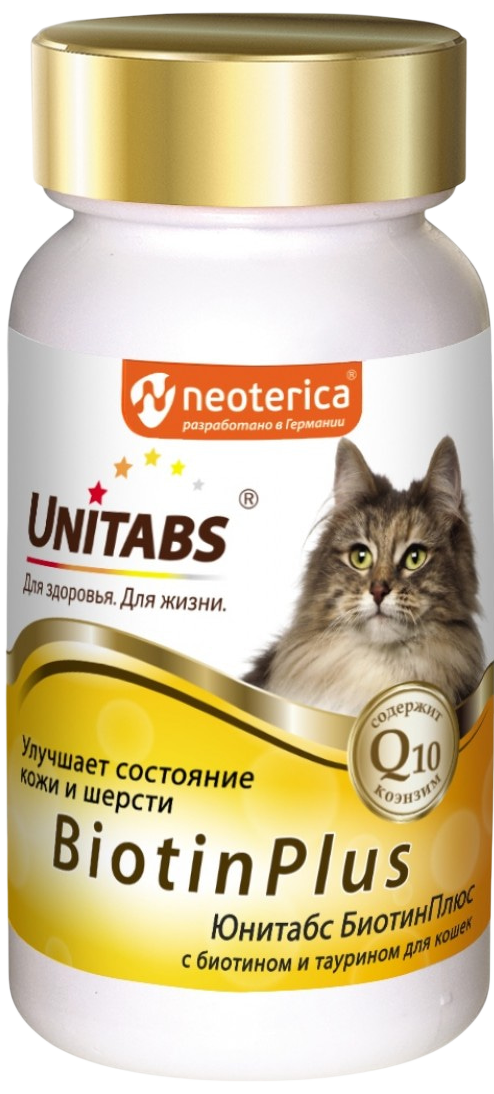 neoterica®
разработано в Германии
UNITABS®
Для здоровья. Для жизни.
содержит
Q10
коэнзим
Улучшает состояние
кожи и шерсти
BiotinPlus
Юнитабс БиотинПлюс
с биотином и таурином для кошек